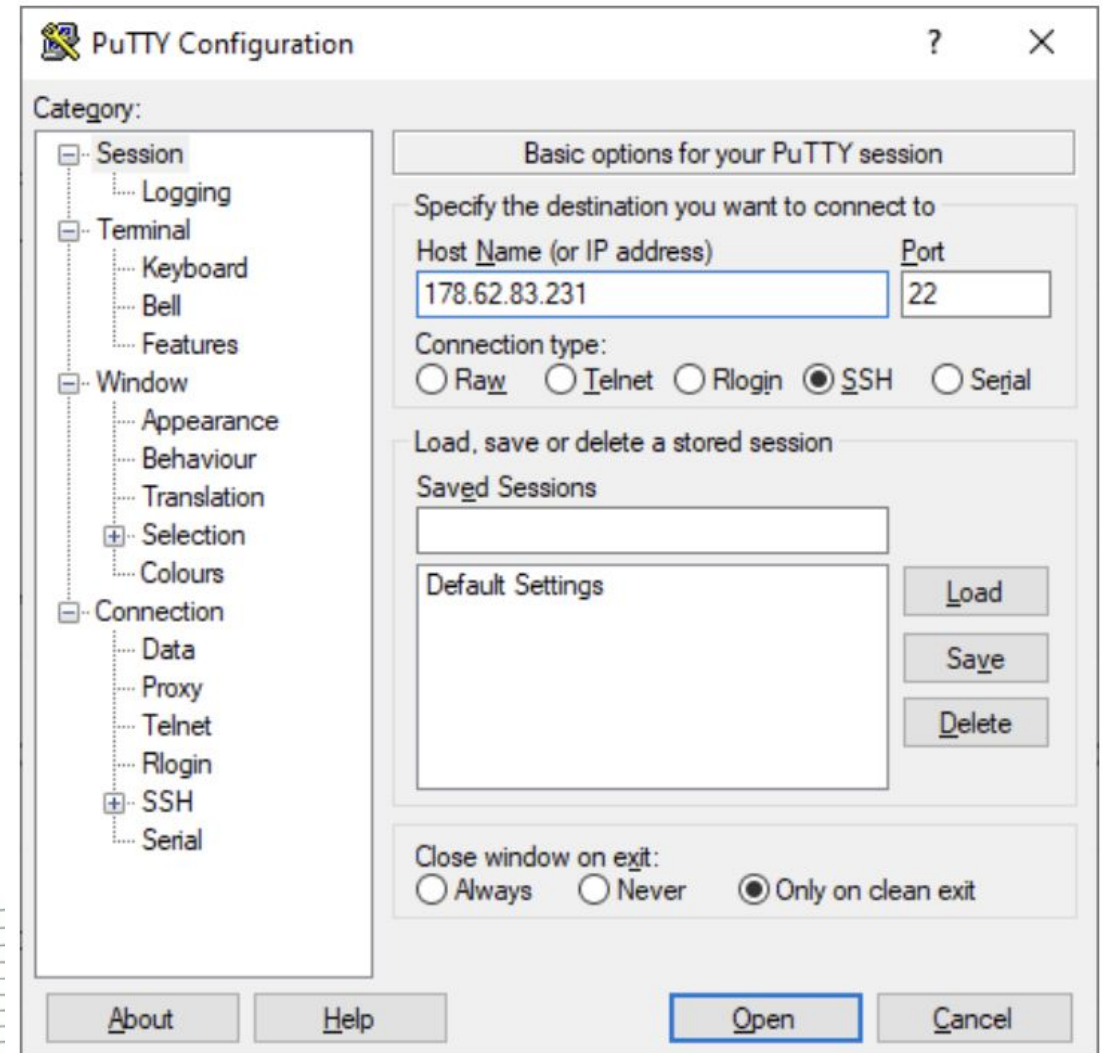 PuTTY Configuration
?
Category:
Session
Logging
Terminal
Keyboard
Bell
Features
Window
Appearance
Behaviour
Translation
Selection
Colours
Connection
Data
Proxy
Telnet
Rlogin
SSH
Serial
Basic options for your PuTTY session
Specify the destination you want to connect to
Host Name (or IP address) Port
178.62.83.231 22
Connection type:
Raw Telnet Rlogin SSH Serial
Load, save or delete a stored session
Saved Sessions
Default Settings
Load
Save
Delete
Close window on exit:
Always Never Only on clean exit
About Help Open Cancel